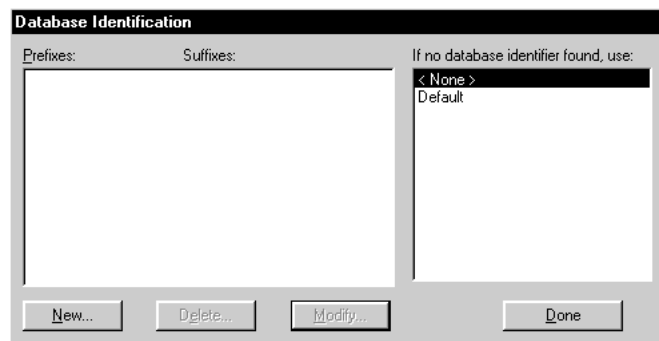 Database Identification
Prefixes: Suffixes: If no database identifier found, use:
< None >
Default
New... Delete... Modify... Done